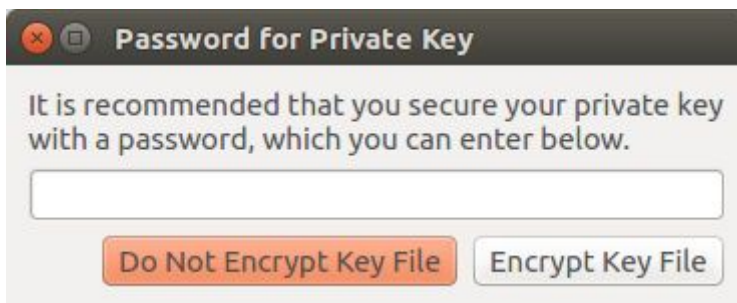 Password for Private Key
It is recommended that you secure your private key
with a password, which you can enter below.
Do Not Encrypt Key File
Encrypt Key File